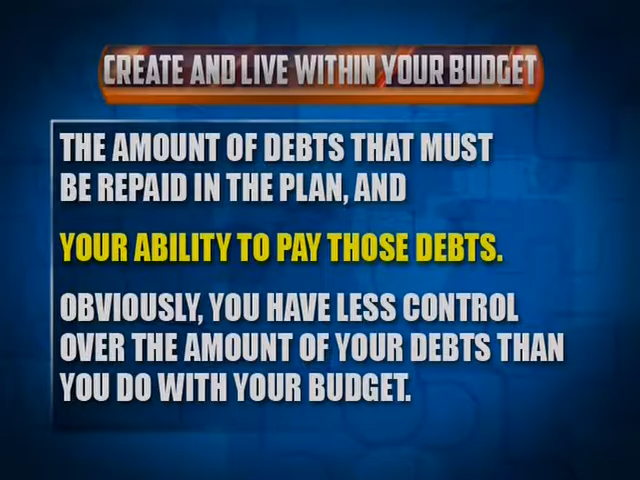 CREATE AND LIVE WITHIN YOUR BUDGET
THE AMOUNT OF DEBTS THAT MUST
BE REPAID IN THE PLAN, AND
YOUR ABILITY TO PAY THOSE DEBTS.
OBVIOUSLY, YOU HAVE LESS CONTROL
OVER THE AMOUNT OF YOUR DEBTS THAN
YOU DO WITH YOUR BUDGET.